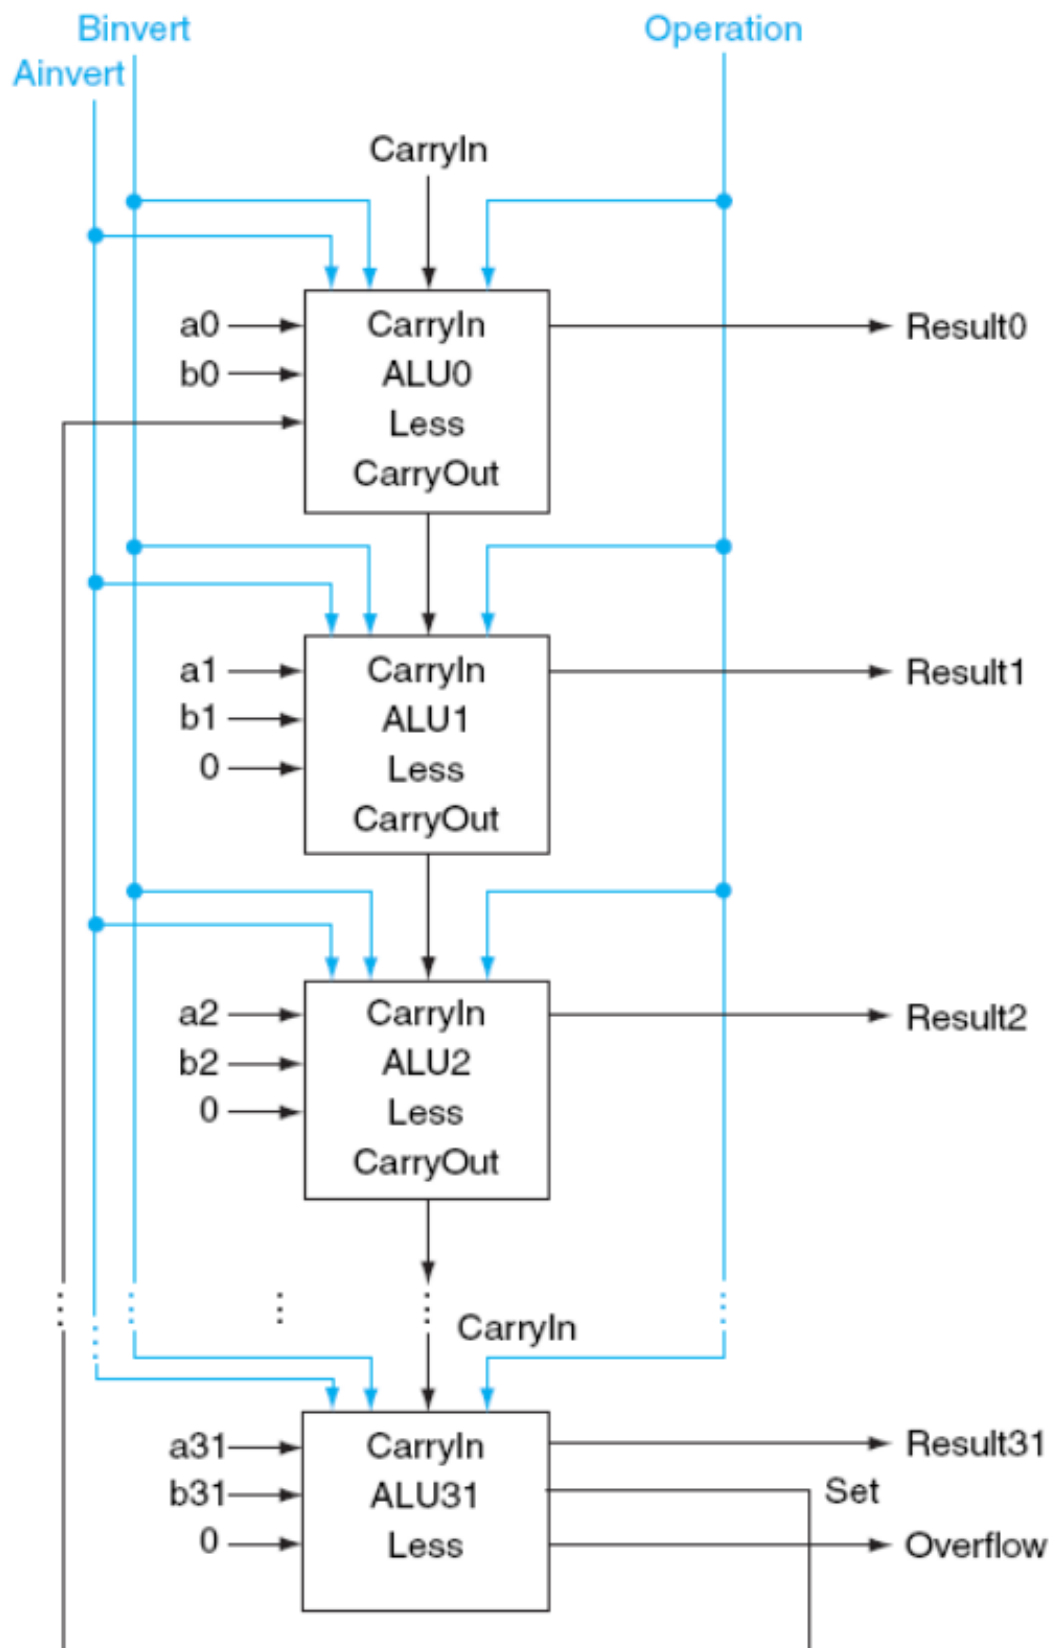 Binvert Operation
Ainvert
CarryIn
a0 CarryIn Result0
b0 ALU0
Less
CarryOut
a1 CarryIn Result1
b1 ALU1
0 Less
CarryOut
a2 CarryIn Result2
b2 ALU2
0 Less
CarryOut
CarryIn
a31 CarryIn Result31
b31 ALU31 Set
0 Less Overflow